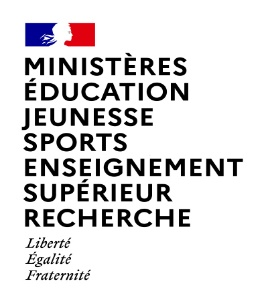 MINISTÈRES
ÉDUCATION
JEUNESSE
SPORTS
ENSEIGNEMENT
SUPÉRIEUR
RECHERCHE
Liberté
Égalité
Fraternité